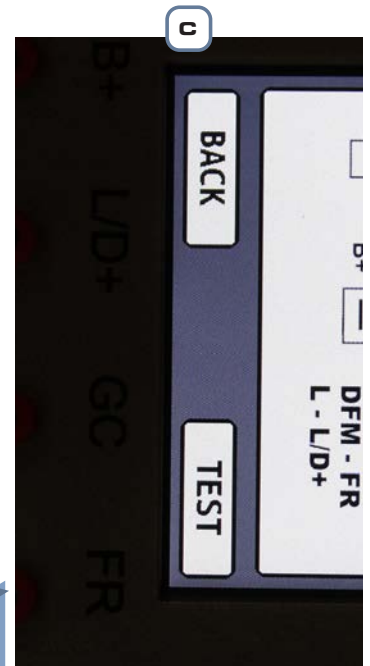 C
B+
L/D+
GC
FR
BACK
TEST
B+
DFM - FR
L - L/D+